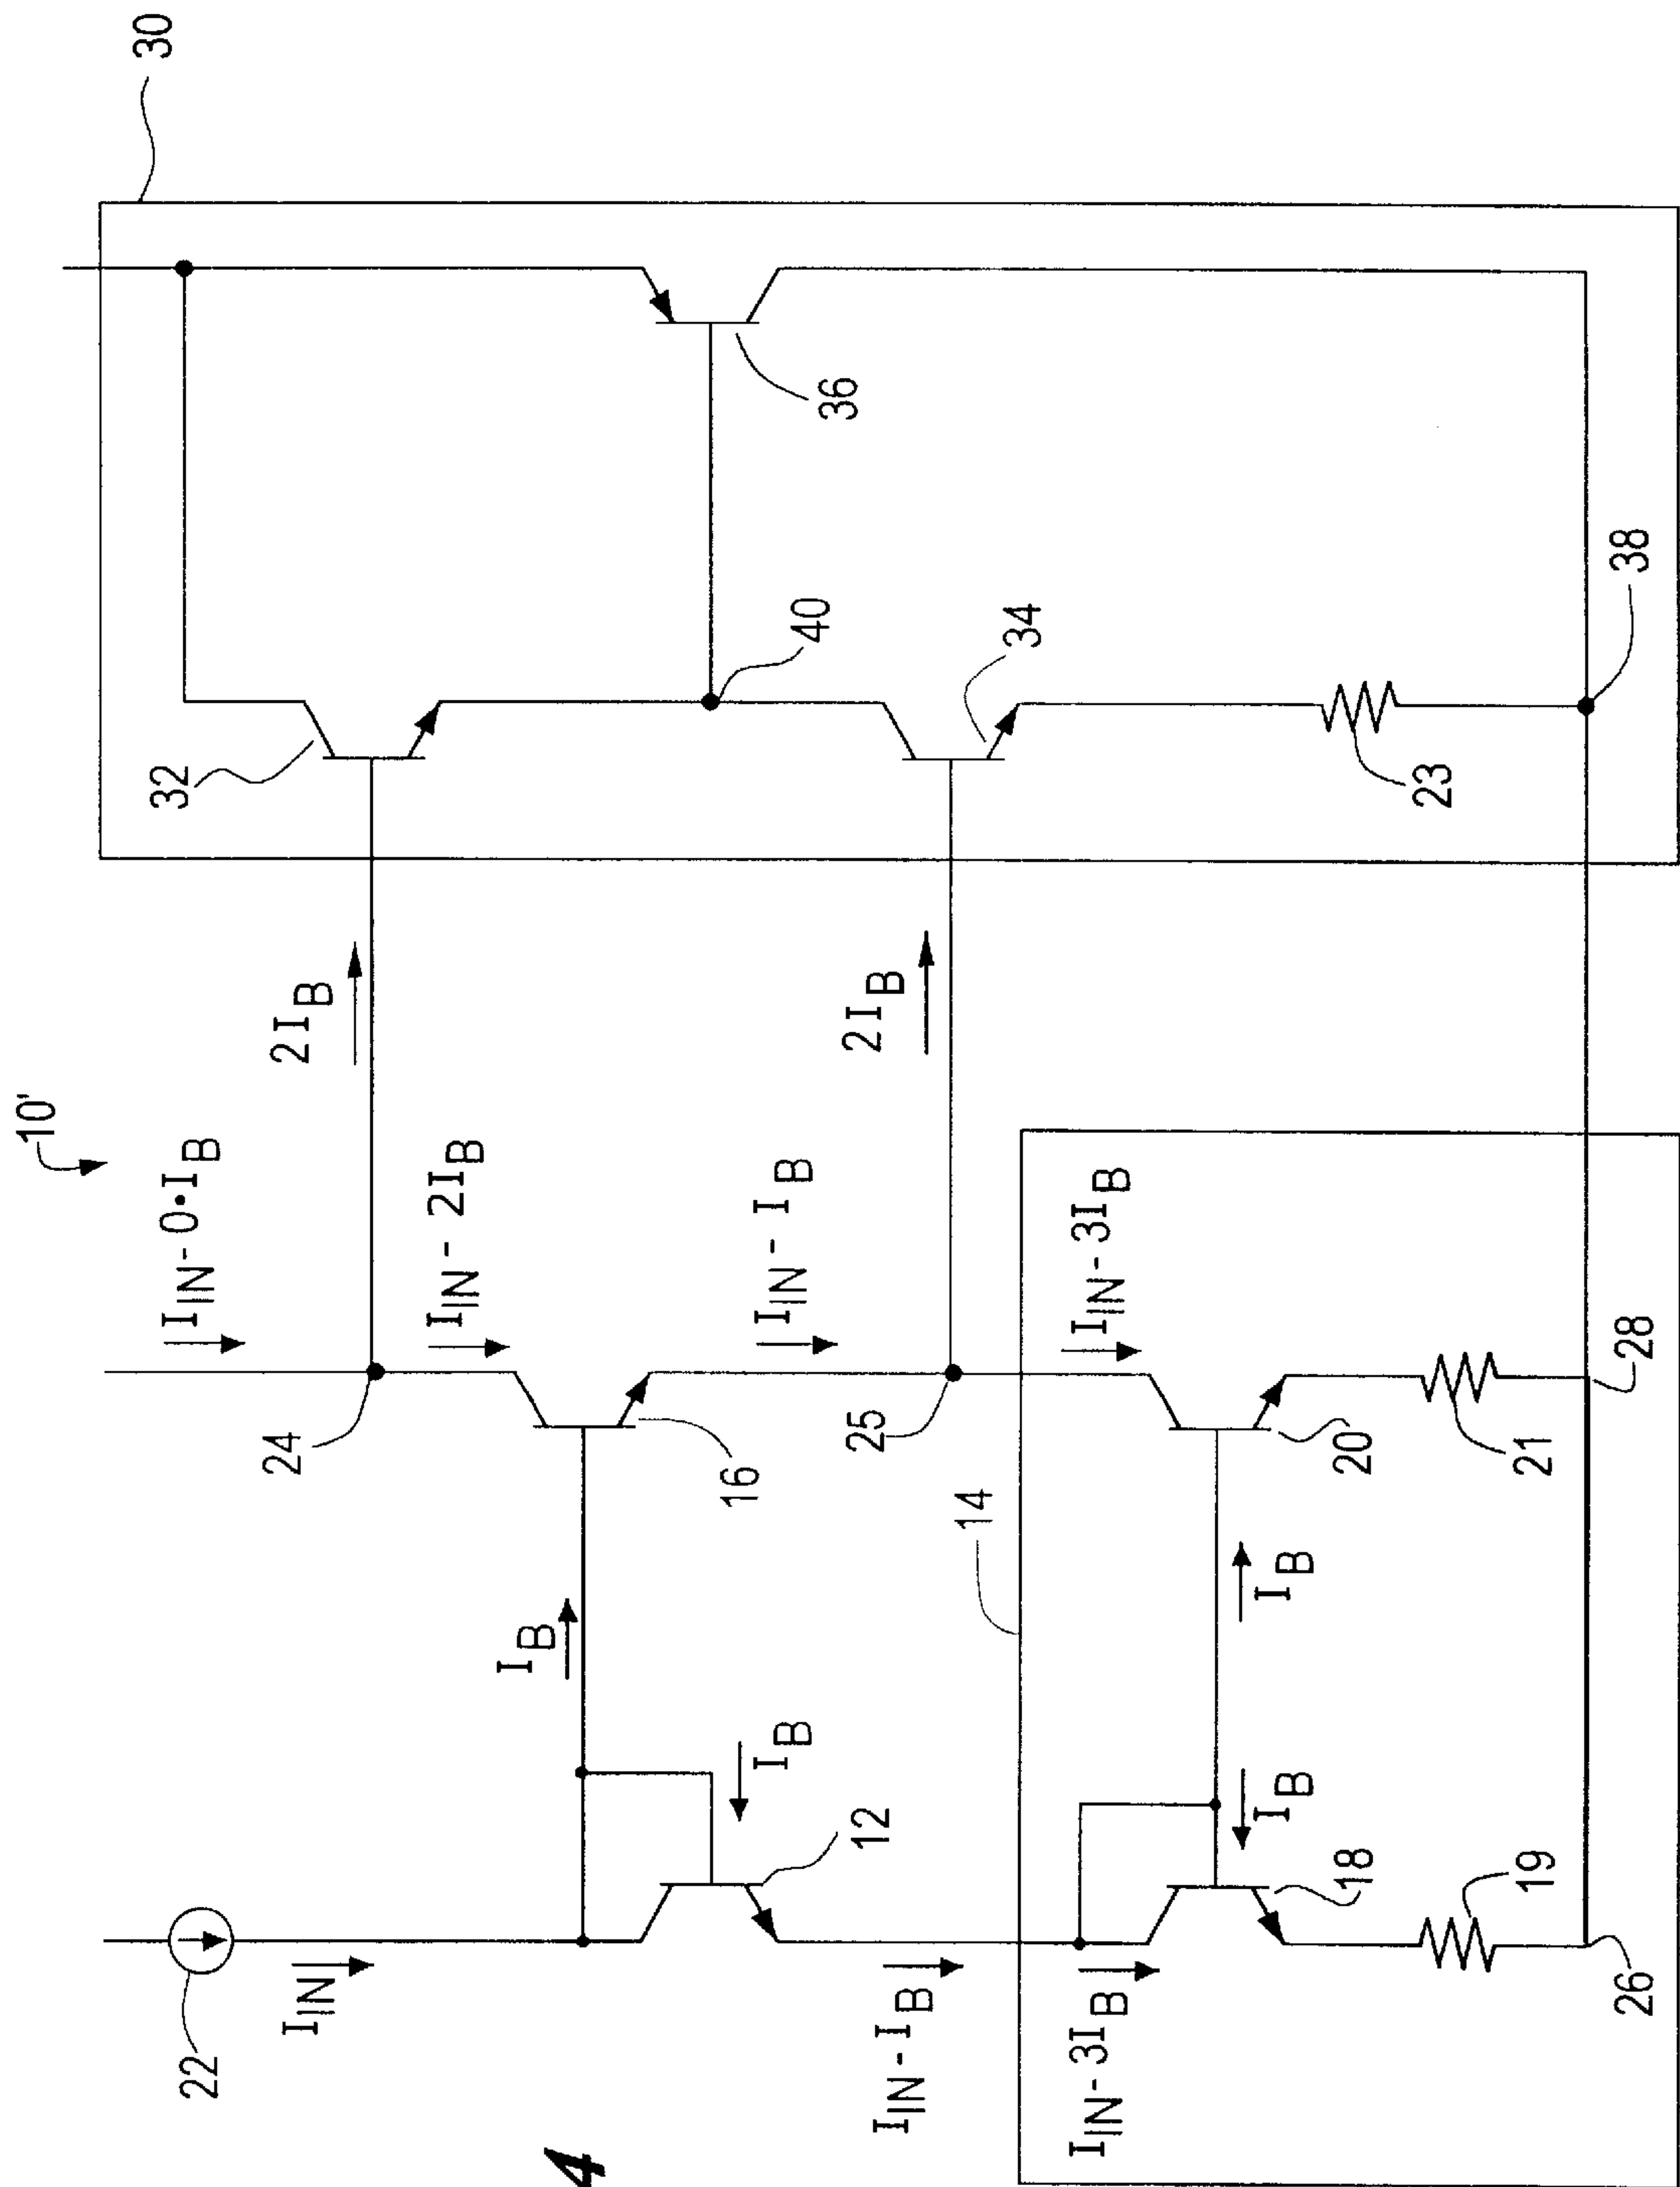 10'
30
22
I_IN
I_IN - 0•I_B
24
2I_B
32
I_B
I_IN - 2I_B
I_B
12
16
36
40
I_IN - I_B
I_IN - I_B
25
2I_B
34
4
14
I_IN - 3I_B
I_IN - 3I_B
I_B
I_B
18
20
19
21
23
26
28
38